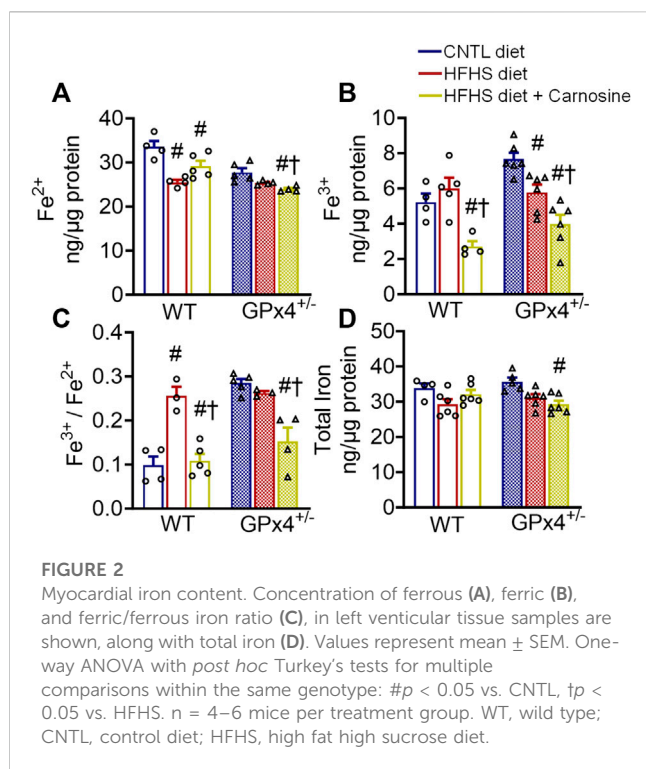 CNTL diet
HFHS diet
HFHS diet + Carnosine
A
Fe2+
ng/µg protein
40
30
20
10
0
#
#
#†
WT
GPx4+/-
B
Fe3+
ng/µg protein
10
8
6
4
2
0
#†
#
#†
WT
GPx4+/-
C
Fe3+ / Fe2+
0.4
0.3
0.2
0.1
0.0
#
#†
#†
WT
GPx4+/-
D
Total Iron
ng/µg protein
50
40
30
20
10
0
#
WT
GPx4+/-
FIGURE 2
Myocardial iron content. Concentration of ferrous (A), ferric (B),
and ferric/ferrous iron ratio (C), in left venticular tissue samples are
shown, along with total iron (D). Values represent mean ± SEM. One-
way ANOVA with post hoc Turkey's tests for multiple
comparisons within the same genotype: #p < 0.05 vs. CNTL, †p <
0.05 vs. HFHS. n = 4–6 mice per treatment group. WT, wild type;
CNTL, control diet; HFHS, high fat high sucrose diet.